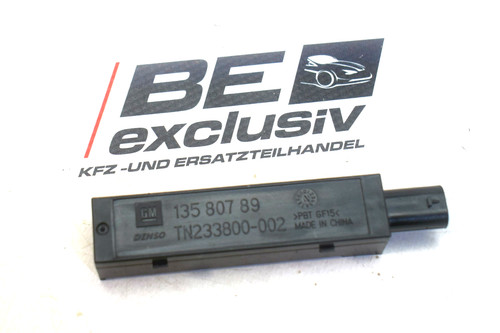 BE
exclusiv
KFZ -UND ERSATZTEILHANDEL
GM
135 807 89
>PBT GF15<
DENSO
TN233800-002
MADE IN CHINA